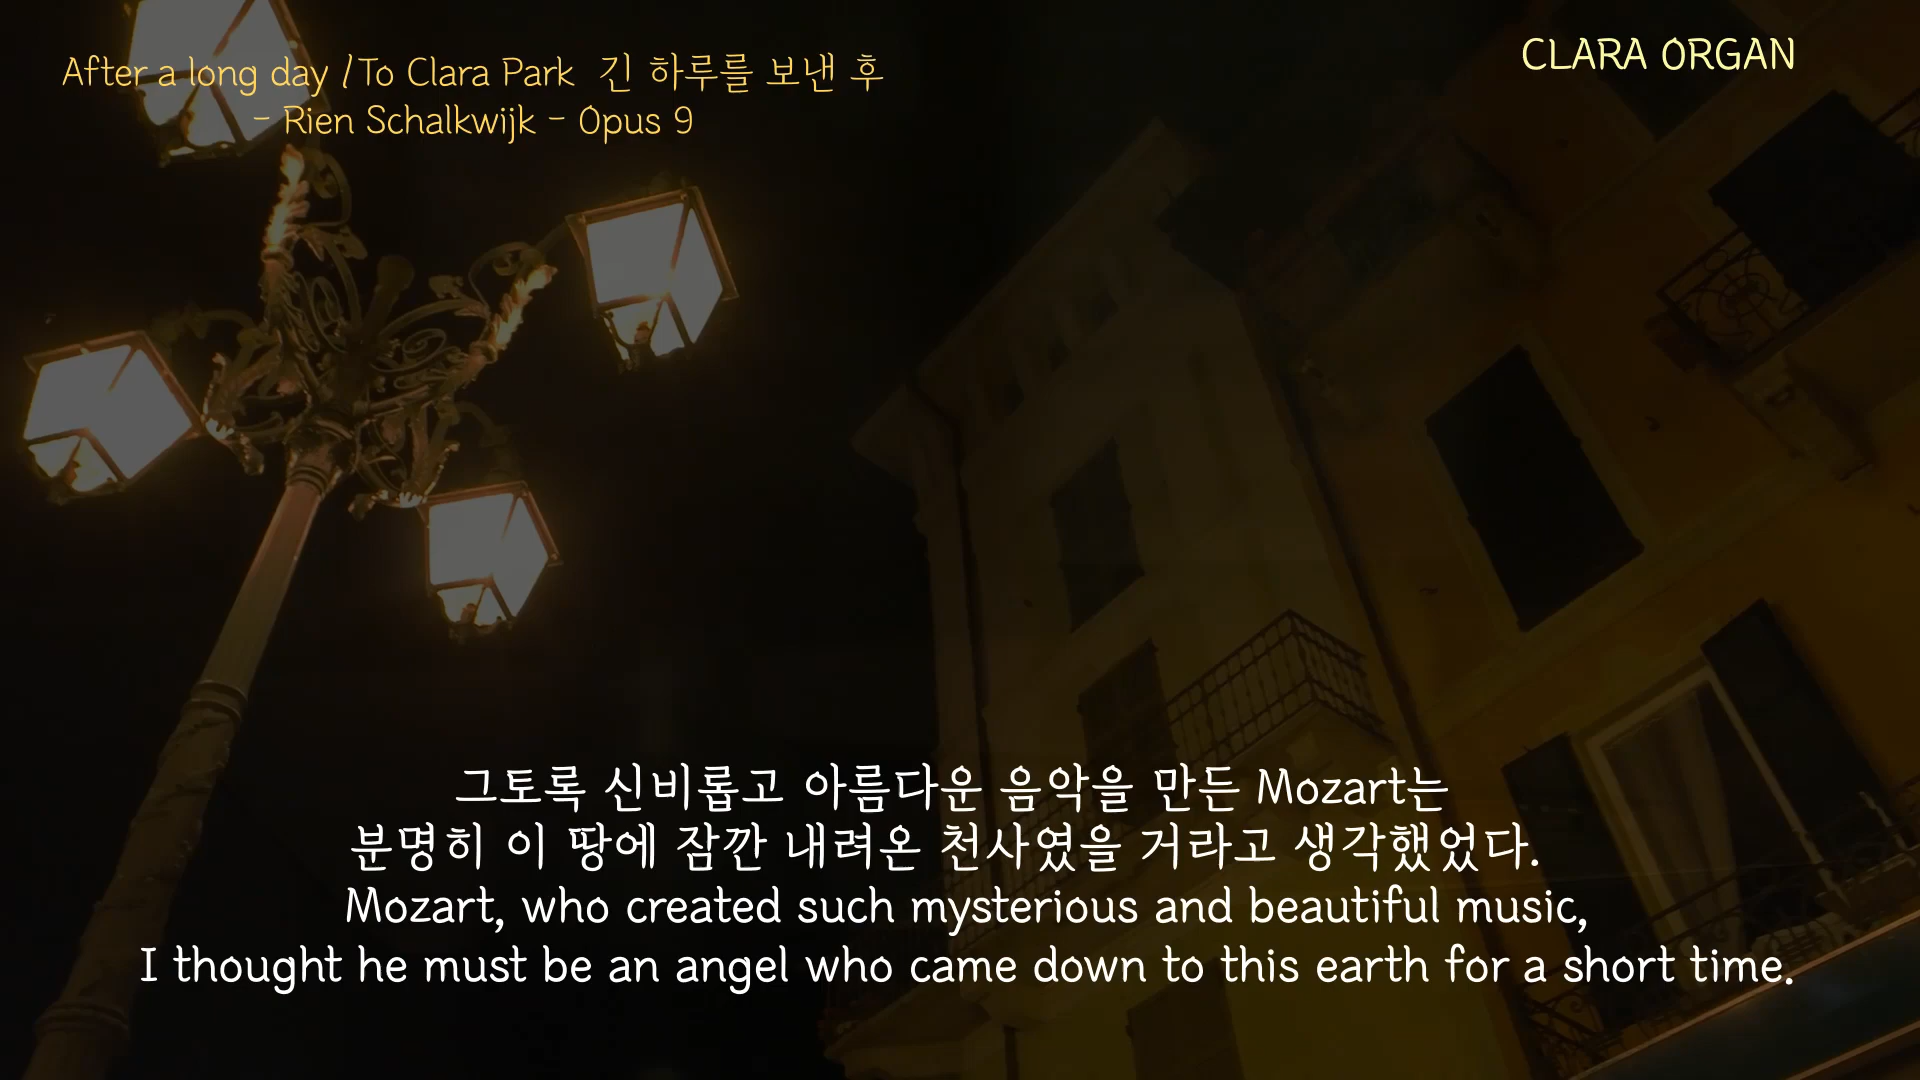 After a long day / To Clara Park 긴 하루를 보낸 후
- Rien Schalkwijk - Opus 9
CLARA ORGAN
그토록 신비롭고 아름다운 음악을 만든 Mozart는
분명히 이 땅에 잠깐 내려온 천사였을 거라고 생각했었다.
Mozart, who created such mysterious and beautiful music,
I thought he must be an angel who came down to this earth for a short time.